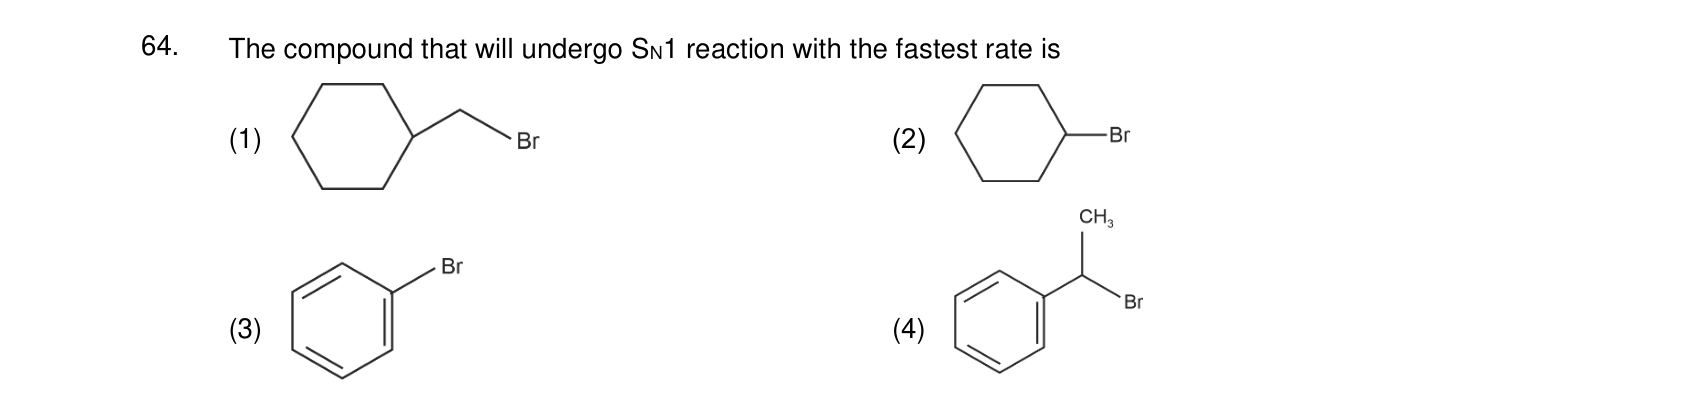 64. The compound that will undergo SN1 reaction with the fastest rate is
(1) Br
(2) Br
CH3
(3) Br
(4) Br